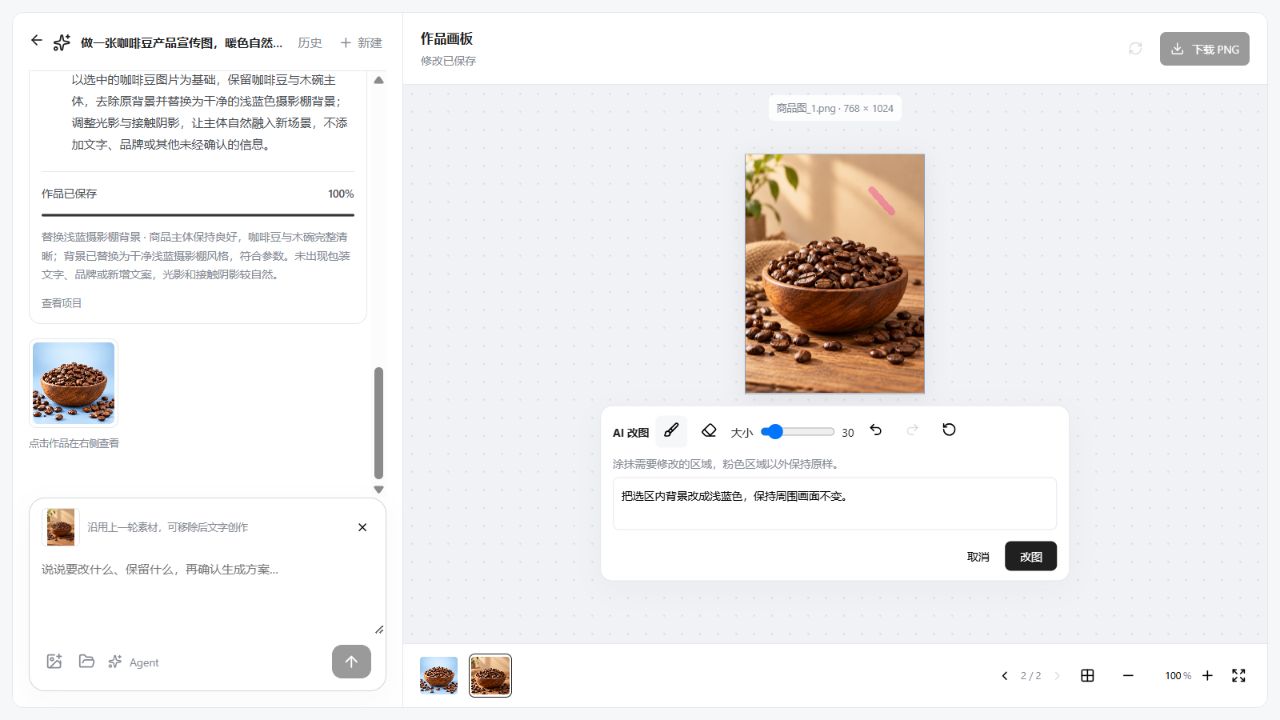 做一张咖啡豆产品宣传图，暖色自然...
历史
新建
以选中的咖啡豆图片为基础，保留咖啡豆与木碗主
体，去除原背景并替换为干净的浅蓝色摄影棚背景；
调整光影与接触阴影，让主体自然融入新场景，不添
加文字、品牌或其他未经确认的信息。
作品已保存
100%
替换浅蓝摄影棚背景 · 商品主体保持良好，咖啡豆与木碗完整清
晰；背景已替换为干净浅蓝摄影棚风格，符合参数。未出现包装
文字、品牌或新增文案，光影和接触阴影较自然。
查看项目
点击作品在右侧查看
沿用上一轮素材，可移除后文字创作
说说要改什么、保留什么，再确认生成方案...
Agent
作品画板
修改已保存
下载 PNG
商品图_1.png · 768 × 1024
AI 改图
大小
30
涂抹需要修改的区域，粉色区域以外保持原样。
把选区内背景改成浅蓝色，保持周围画面不变。
取消
改图
2 / 2
100 %